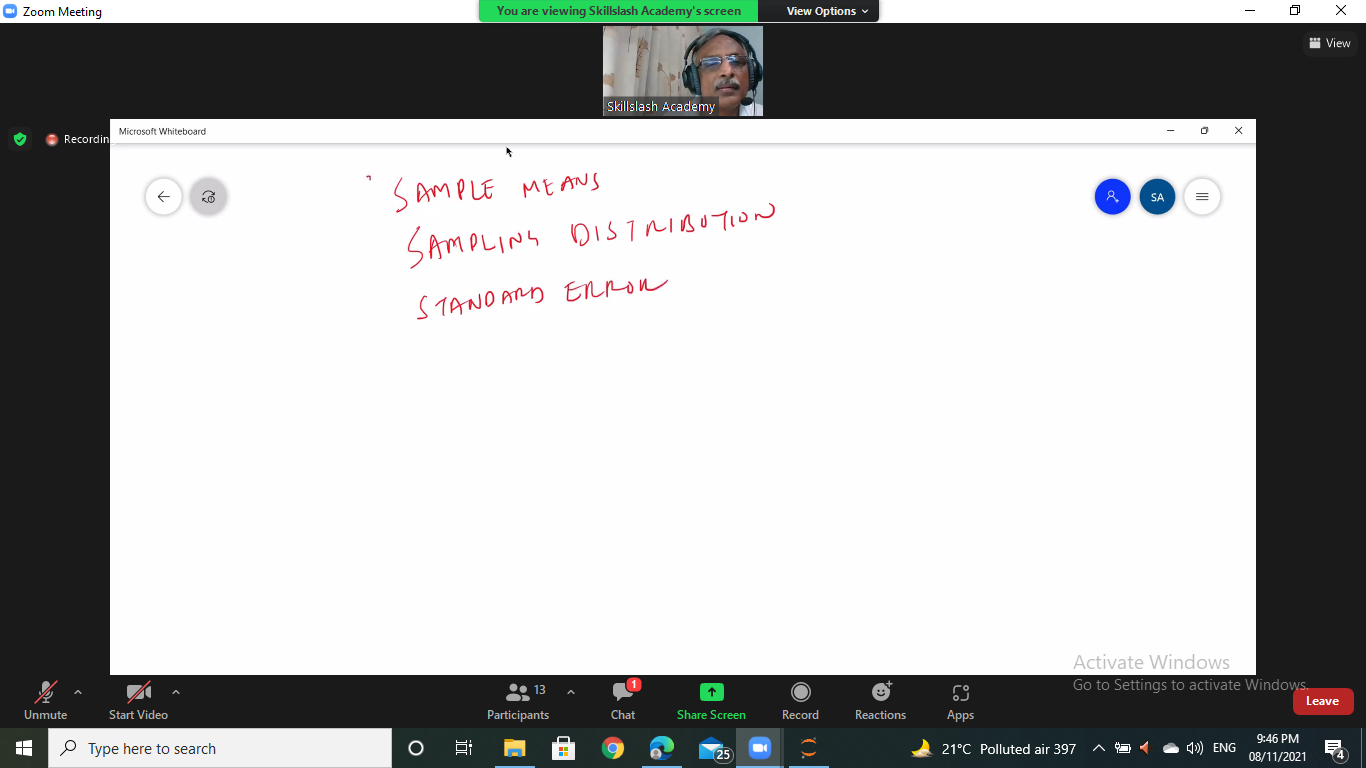 Zoom Meeting
You are viewing Skillslash Academy's screen
View Options
View
Skillslash Academy
Recording
Microsoft Whiteboard
SAMPLE MEANS
SAMPLING DISTRIBUTION
STANDARD ERROR
SA
Activate Windows
Go to Settings to activate Windows.
Unmute
Start Video
Participants
13
Chat
1
Share Screen
Record
Reactions
Apps
Leave
Type here to search
25
21°C Polluted air 397
ENG
9:46 PM
08/11/2021
4